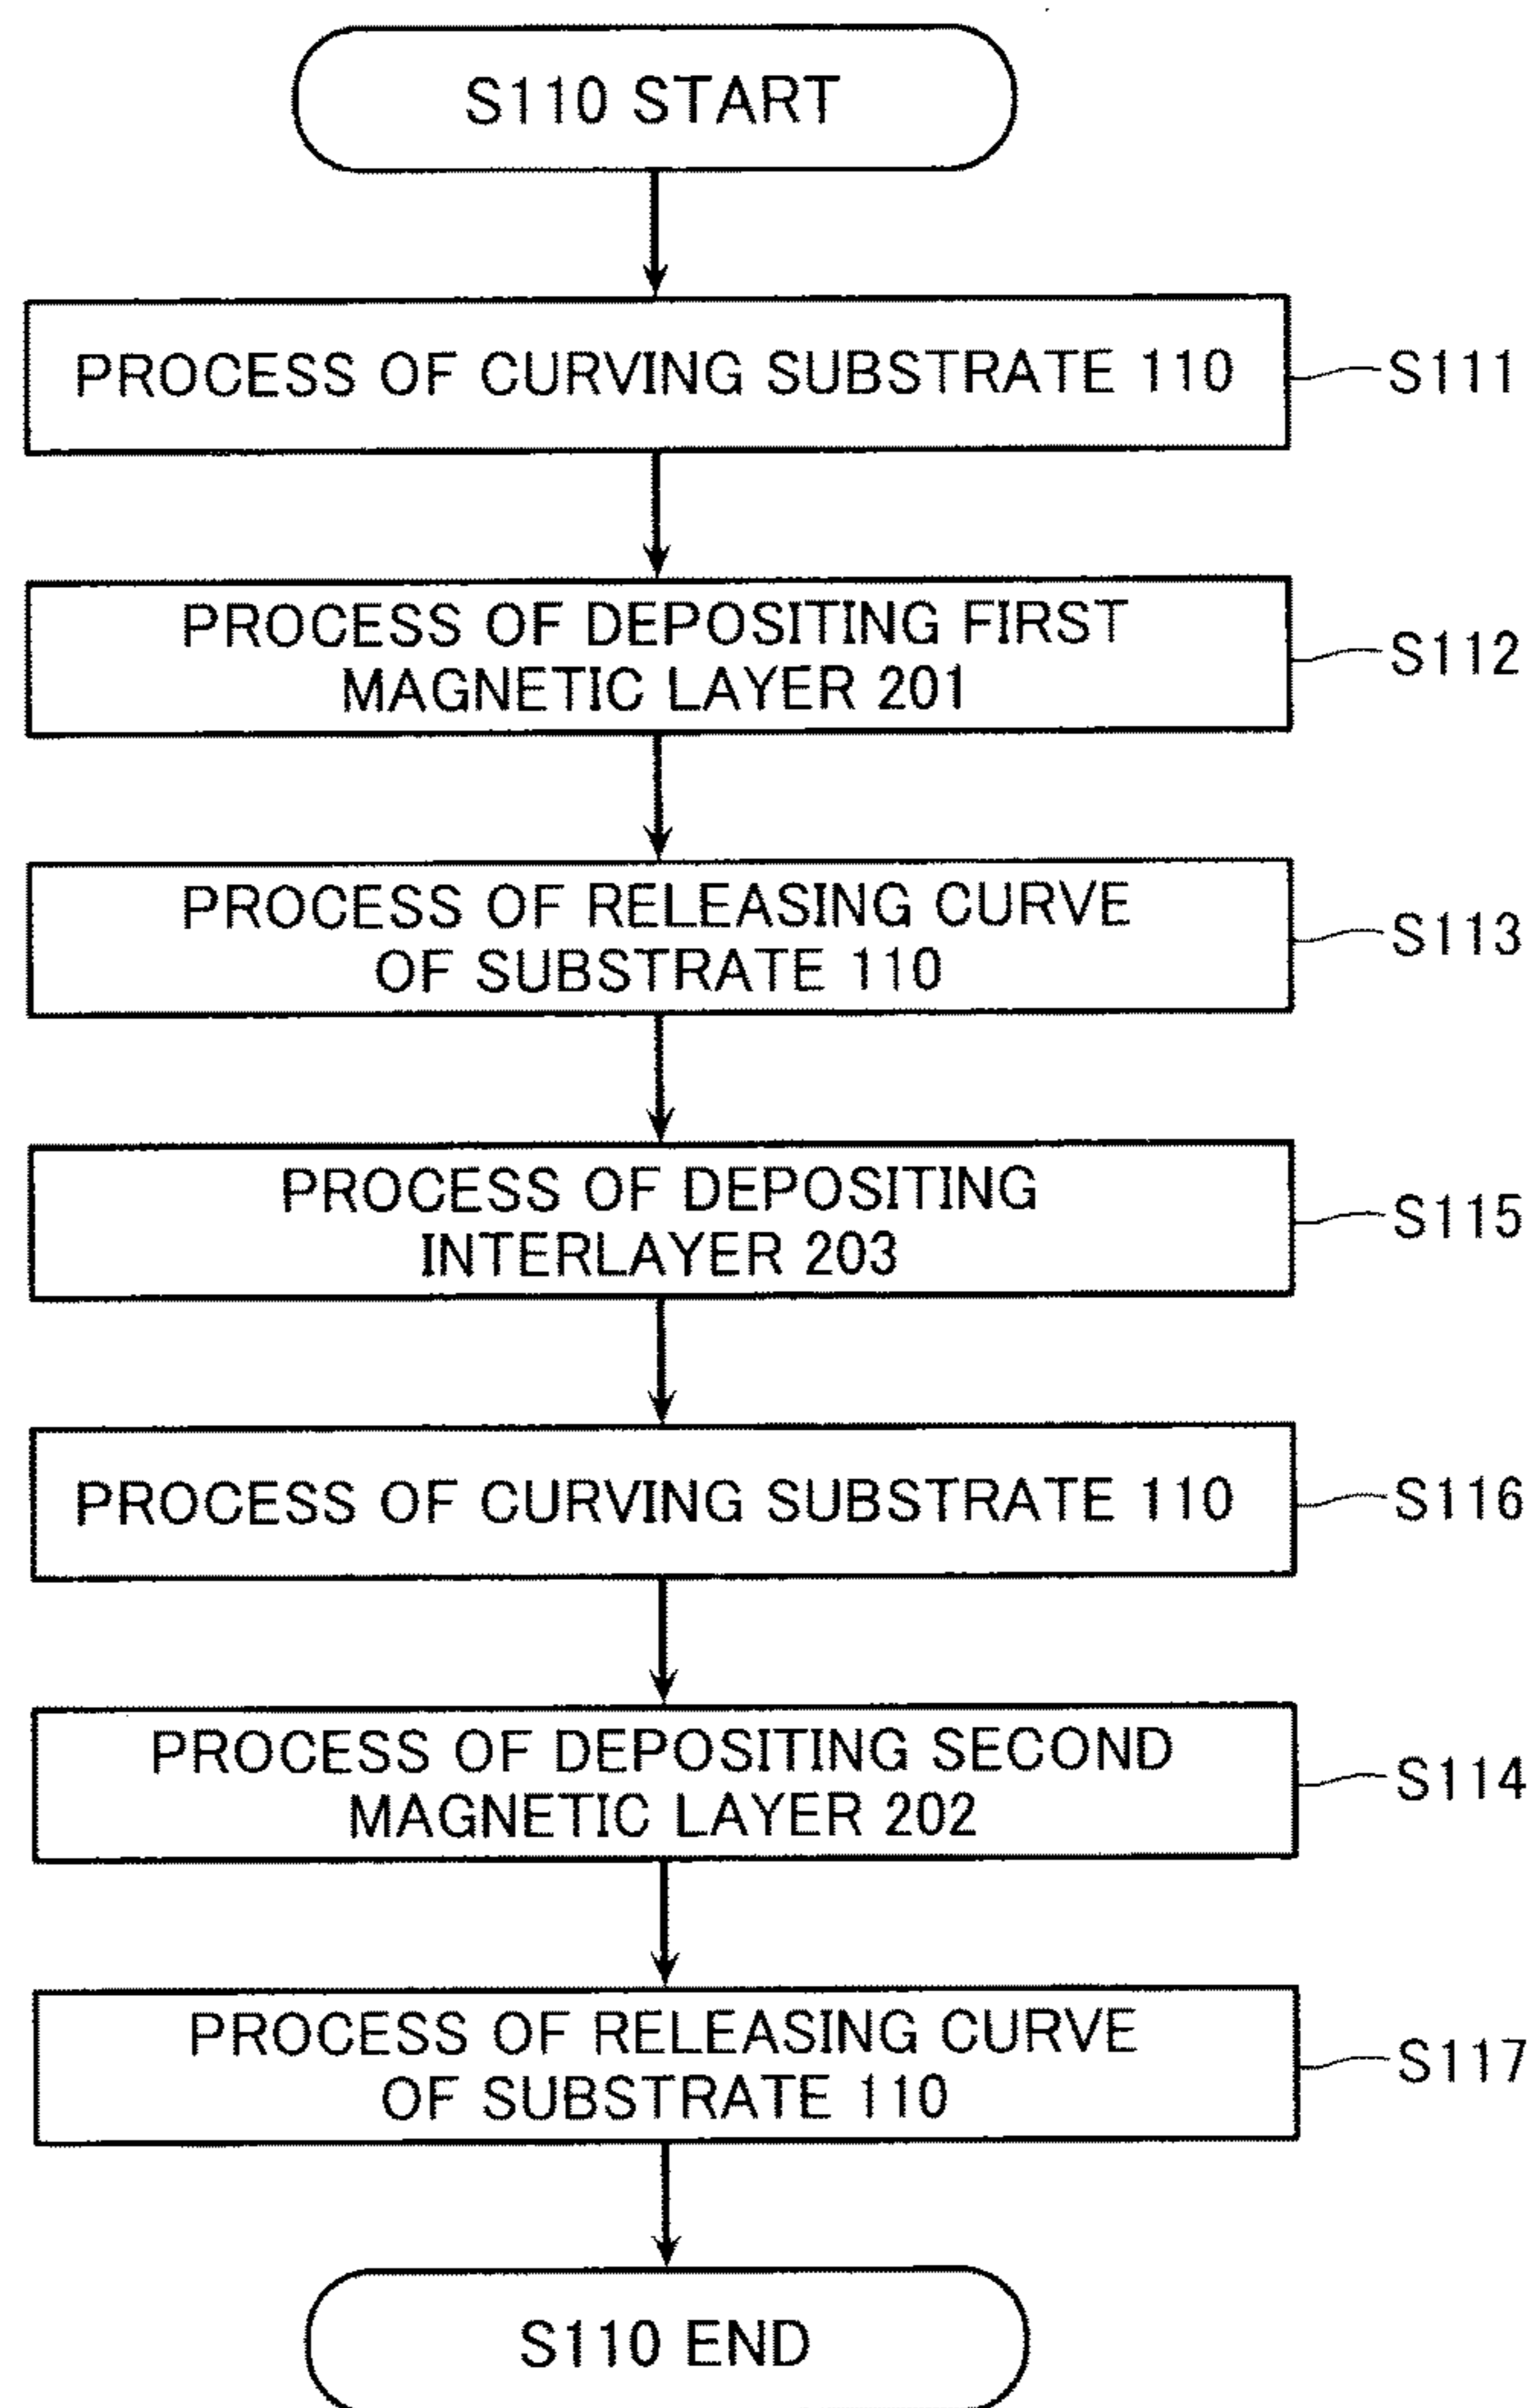 S110 START
PROCESS OF CURVING SUBSTRATE 110
S111
PROCESS OF DEPOSITING FIRST
MAGNETIC LAYER 201
S112
PROCESS OF RELEASING CURVE
OF SUBSTRATE 110
S113
PROCESS OF DEPOSITING
INTERLAYER 203
S115
PROCESS OF CURVING SUBSTRATE 110
S116
PROCESS OF DEPOSITING SECOND
MAGNETIC LAYER 202
S114
PROCESS OF RELEASING CURVE
OF SUBSTRATE 110
S117
S110 END